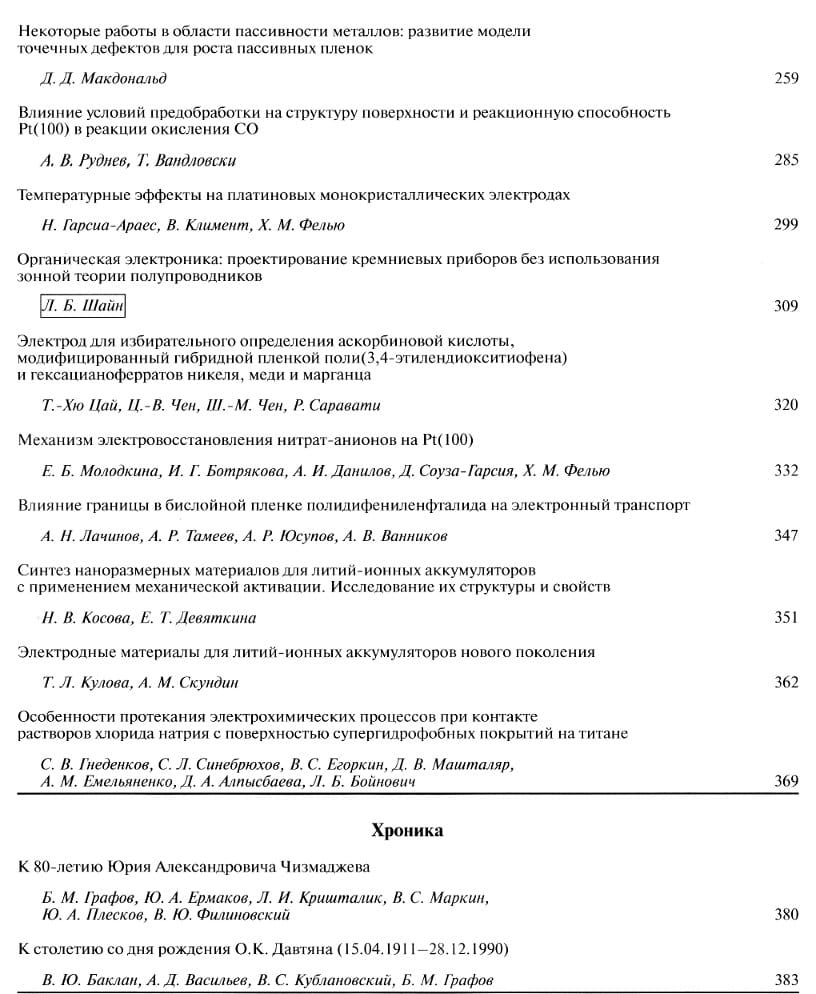 Некоторые работы в области пассивности металлов: развитие модели
точечных дефектов для роста пассивных пленок
Д. Д. Макдональд 259
Влияние условий предобработки на структуру поверхности и реакционную способность
Pt(100) в реакции окисления CO
А. В. Руднев, Т. Вандловски 285
Температурные эффекты на платиновых монокристаллических электродах
Н. Гарсиа-Араес, В. Климент, Х. М. Фелью 299
Органическая электроника: проектирование кремниевых приборов без использования
зонной теории полупроводников
Л. Б. Шайн 309
Электрод для избирательного определения аскорбиновой кислоты,
модифицированный гибридной пленкой поли(3,4-этилендиокситиофена)
и гексацианоферратов никеля, меди и марганца
Т.-Хю Цай, Ц.-В. Чен, Ш.-М. Чен, Р. Саравати 320
Механизм электровосстановления нитрат-анионов на Pt(100)
Е. Б. Молодкина, И. Г. Ботрякова, А. И. Данилов, Д. Соуза-Гарсия, Х. М. Фелью 332
Влияние границы в бислойной пленке полидифениленфталида на электронный транспорт
А. Н. Лачинов, А. Р. Тамеев, А. Р. Юсупов, А. В. Ванников 347
Синтез наноразмерных материалов для литий-ионных аккумуляторов
с применением механической активации. Исследование их структуры и свойств
Н. В. Косова, Е. Т. Девяткина 351
Электродные материалы для литий-ионных аккумуляторов нового поколения
Т. Л. Кулова, А. М. Скундин 362
Особенности протекания электрохимических процессов при контакте
растворов хлорида натрия с поверхностью супергидрофобных покрытий на титане
С. В. Гнеденков, С. Л. Синебрюхов, В. С. Егоркин, Д. В. Машталяр,
А. М. Емельяненко, Д. А. Алпысбаева, Л. Б. Бойнович 369
Хроника
К 80-летию Юрия Александровича Чизмаджева
Б. М. Графов, Ю. А. Ермаков, Л. И. Кришталик, В. С. Маркин,
Ю. А. Плесков, В. Ю. Филиновский 380
К столетию со дня рождения О.К. Давтяна (15.04.1911–28.12.1990)
В. Ю. Баклан, А. Д. Васильев, В. С. Кублановский, Б. М. Графов 383